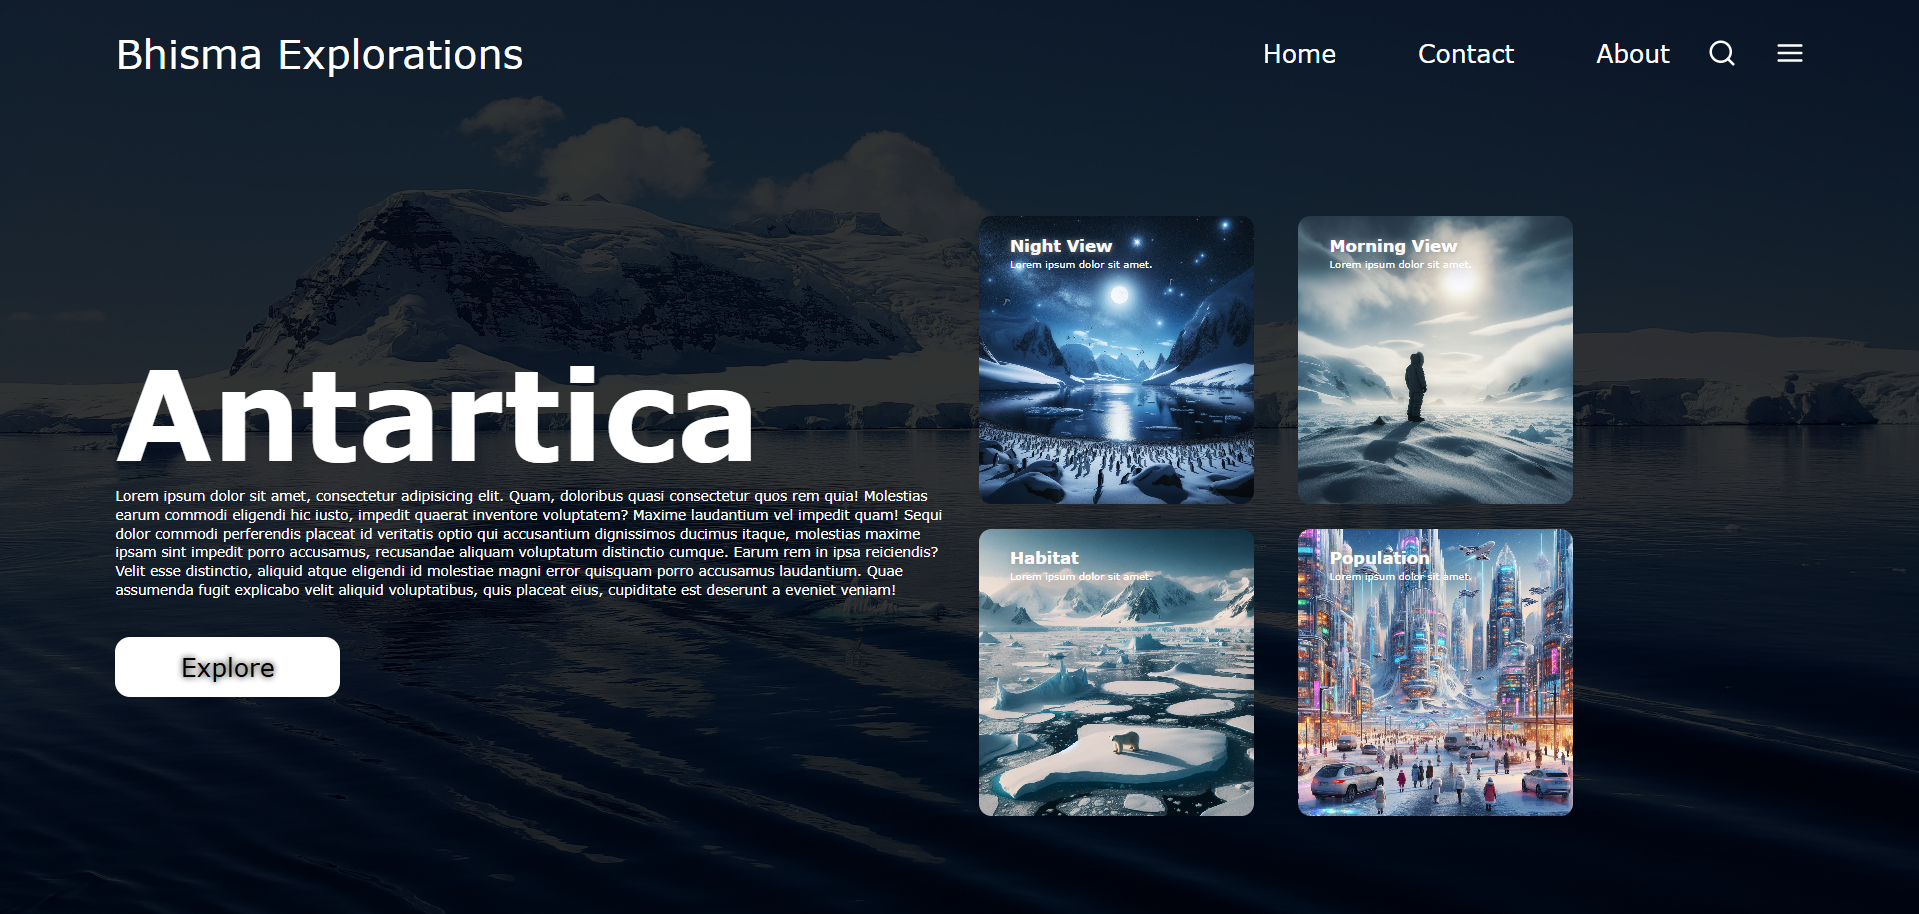 Bhisma Explorations
Home
Contact
About
Antartica
Lorem ipsum dolor sit amet, consectetur adipisicing elit. Quam, doloribus quasi consectetur quos rem quia! Molestias
earum commodi eligendi hic iusto, impedit quaerat inventore voluptatem? Maxime laudantium vel impedit quam! Sequi
dolor commodi perferendis placeat id veritatis optio qui accusantium dignissimos ducimus itaque, molestias maxime
ipsam sint impedit porro accusamus, recusandae aliquam voluptatum distinctio cumque. Earum rem in ipsa reiciendis?
Velit esse distinctio, aliquid atque eligendi id molestiae magni error quisquam porro accusamus laudantium. Quae
assumenda fugit explicabo velit aliquid voluptatibus, quis placeat eius, cupiditate est deserunt a eveniet veniam!
Explore
Night View
Lorem ipsum dolor sit amet.
Morning View
Lorem ipsum dolor sit amet.
Habitat
Lorem ipsum dolor sit amet.
Population
Lorem ipsum dolor sit amet.